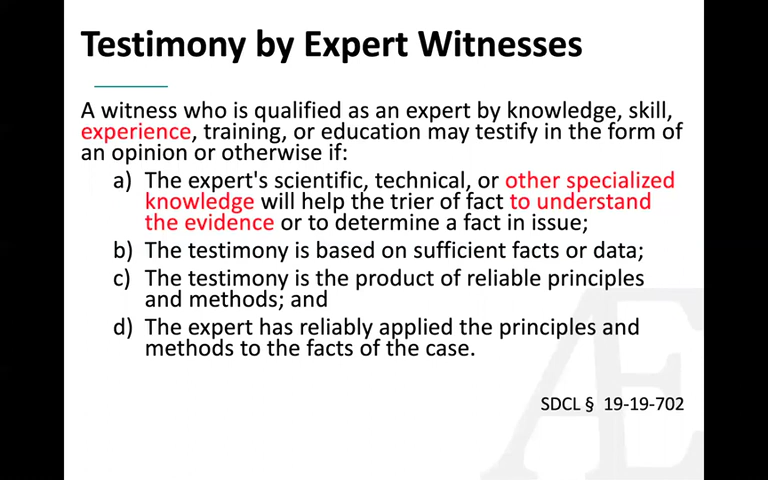 Testimony by Expert Witnesses
A witness who is qualified as an expert by knowledge, skill,
experience, training, or education may testify in the form of
an opinion or otherwise if:
a) The expert's scientific, technical, or other specialized
knowledge will help the trier of fact to understand
the evidence or to determine a fact in issue;
b) The testimony is based on sufficient facts or data;
c) The testimony is the product of reliable principles
and methods; and
d) The expert has reliably applied the principles and
methods to the facts of the case.
SDCL § 19-19-702
Æ